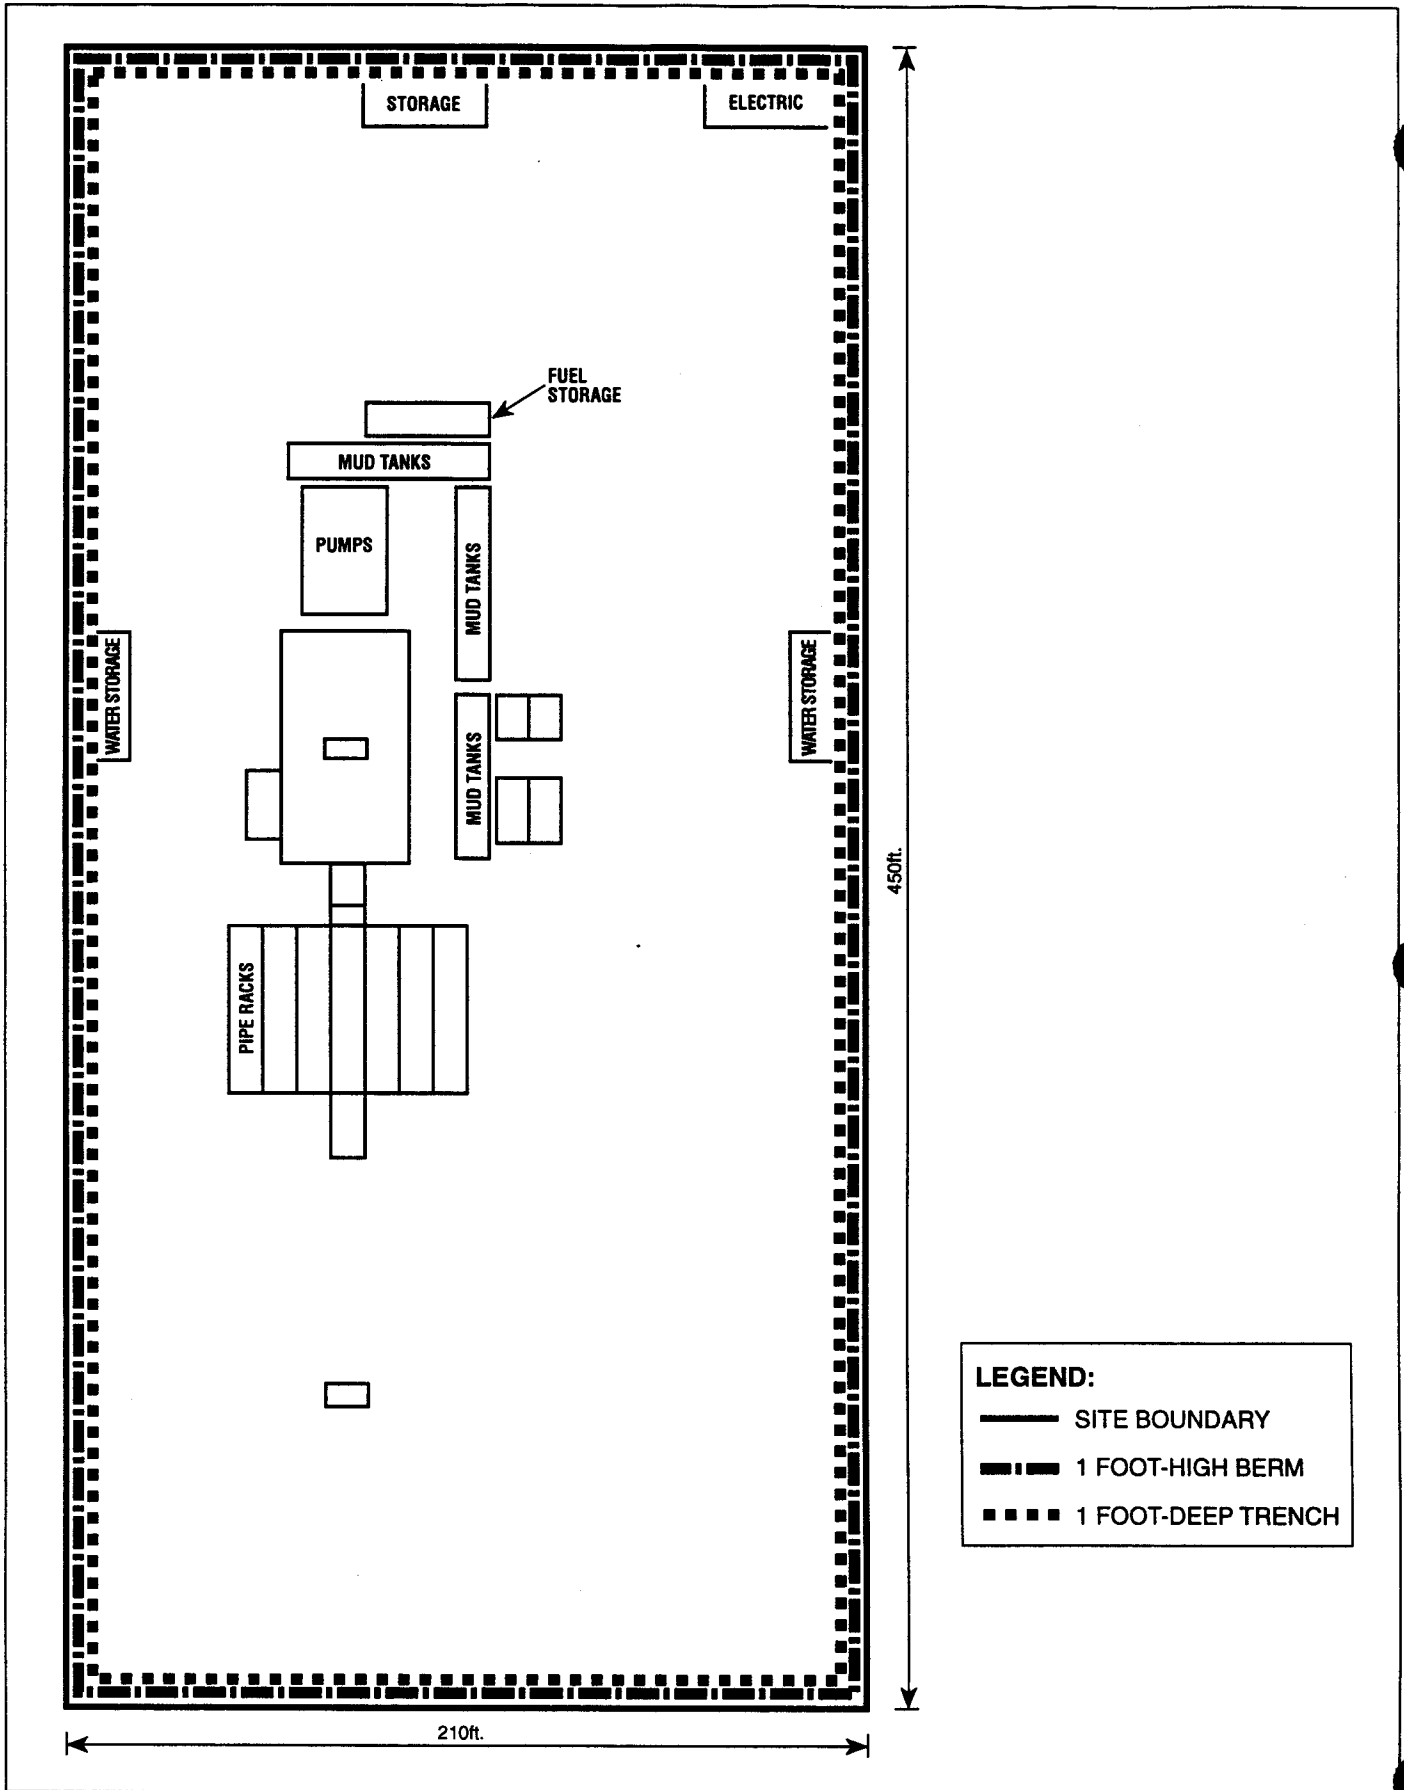 STORAGE
ELECTRIC
FUEL
STORAGE
MUD TANKS
PUMPS
MUD TANKS
WATER STORAGE
WATER STORAGE
MUD TANKS
450ft.
PIPE RACKS
LEGEND:
SITE BOUNDARY
1 FOOT-HIGH BERM
1 FOOT-DEEP TRENCH
210ft.